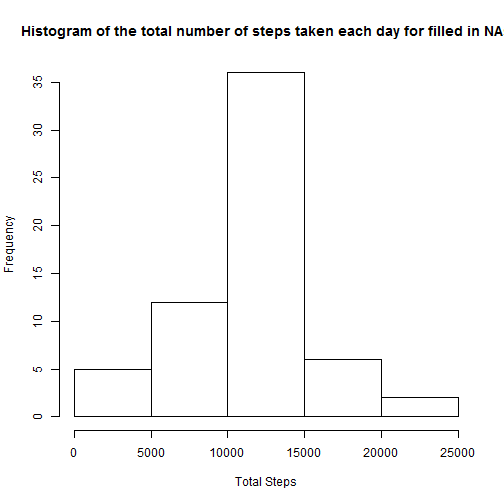 Histogram of the total number of steps taken each day for filled in NA
35
30
25
20
15
10
5
0
Frequency
0 5000 10000 15000 20000 25000
Total Steps